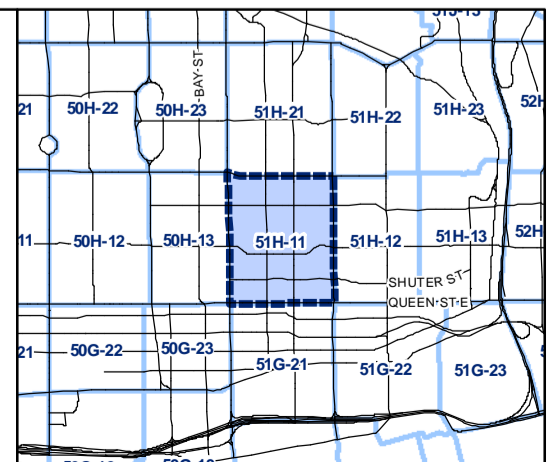 BAY ST
21
50H-22
50H-23
51H-21
51H-22
51H-23
52H
11
50H-12
50H-13
51H-11
51H-12
51H-13
52H
SHUTER ST
QUEEN ST E
21
50G-22
50G-23
51G-21
51G-22
51G-23